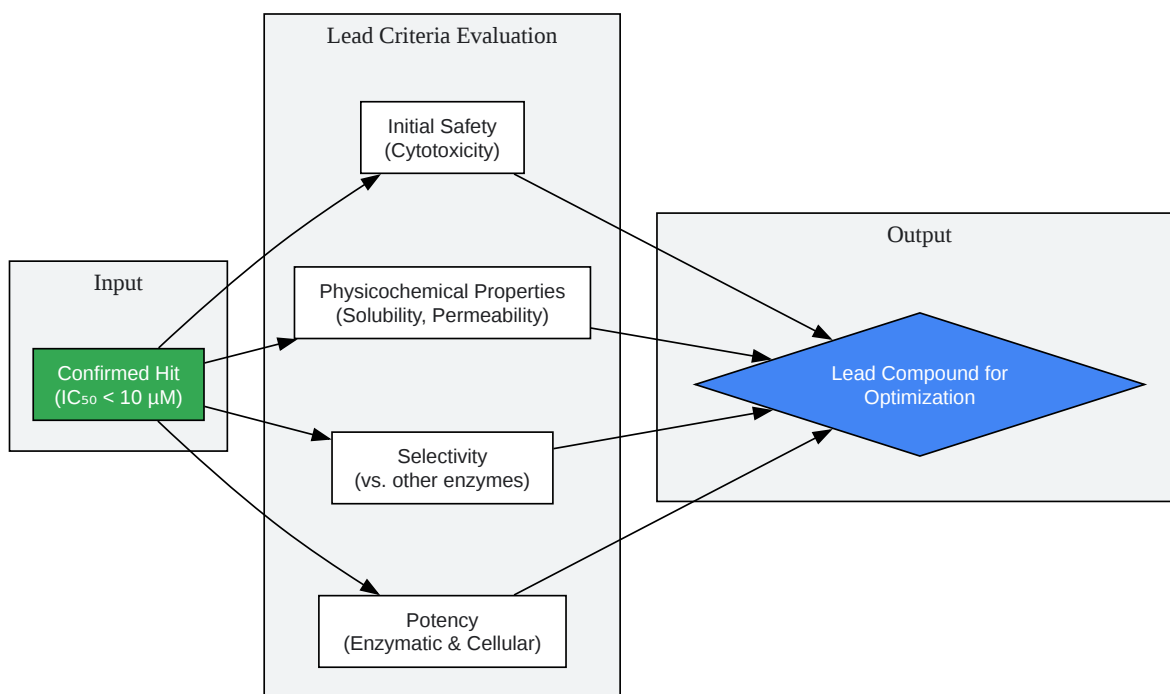 Input
Confirmed Hit
(IC₅₀ < 10 µM)
Lead Criteria Evaluation
Initial Safety
(Cytotoxicity)
Physicochemical Properties
(Solubility, Permeability)
Selectivity
(vs. other enzymes)
Potency
(Enzymatic & Cellular)
Output
Lead Compound for
Optimization